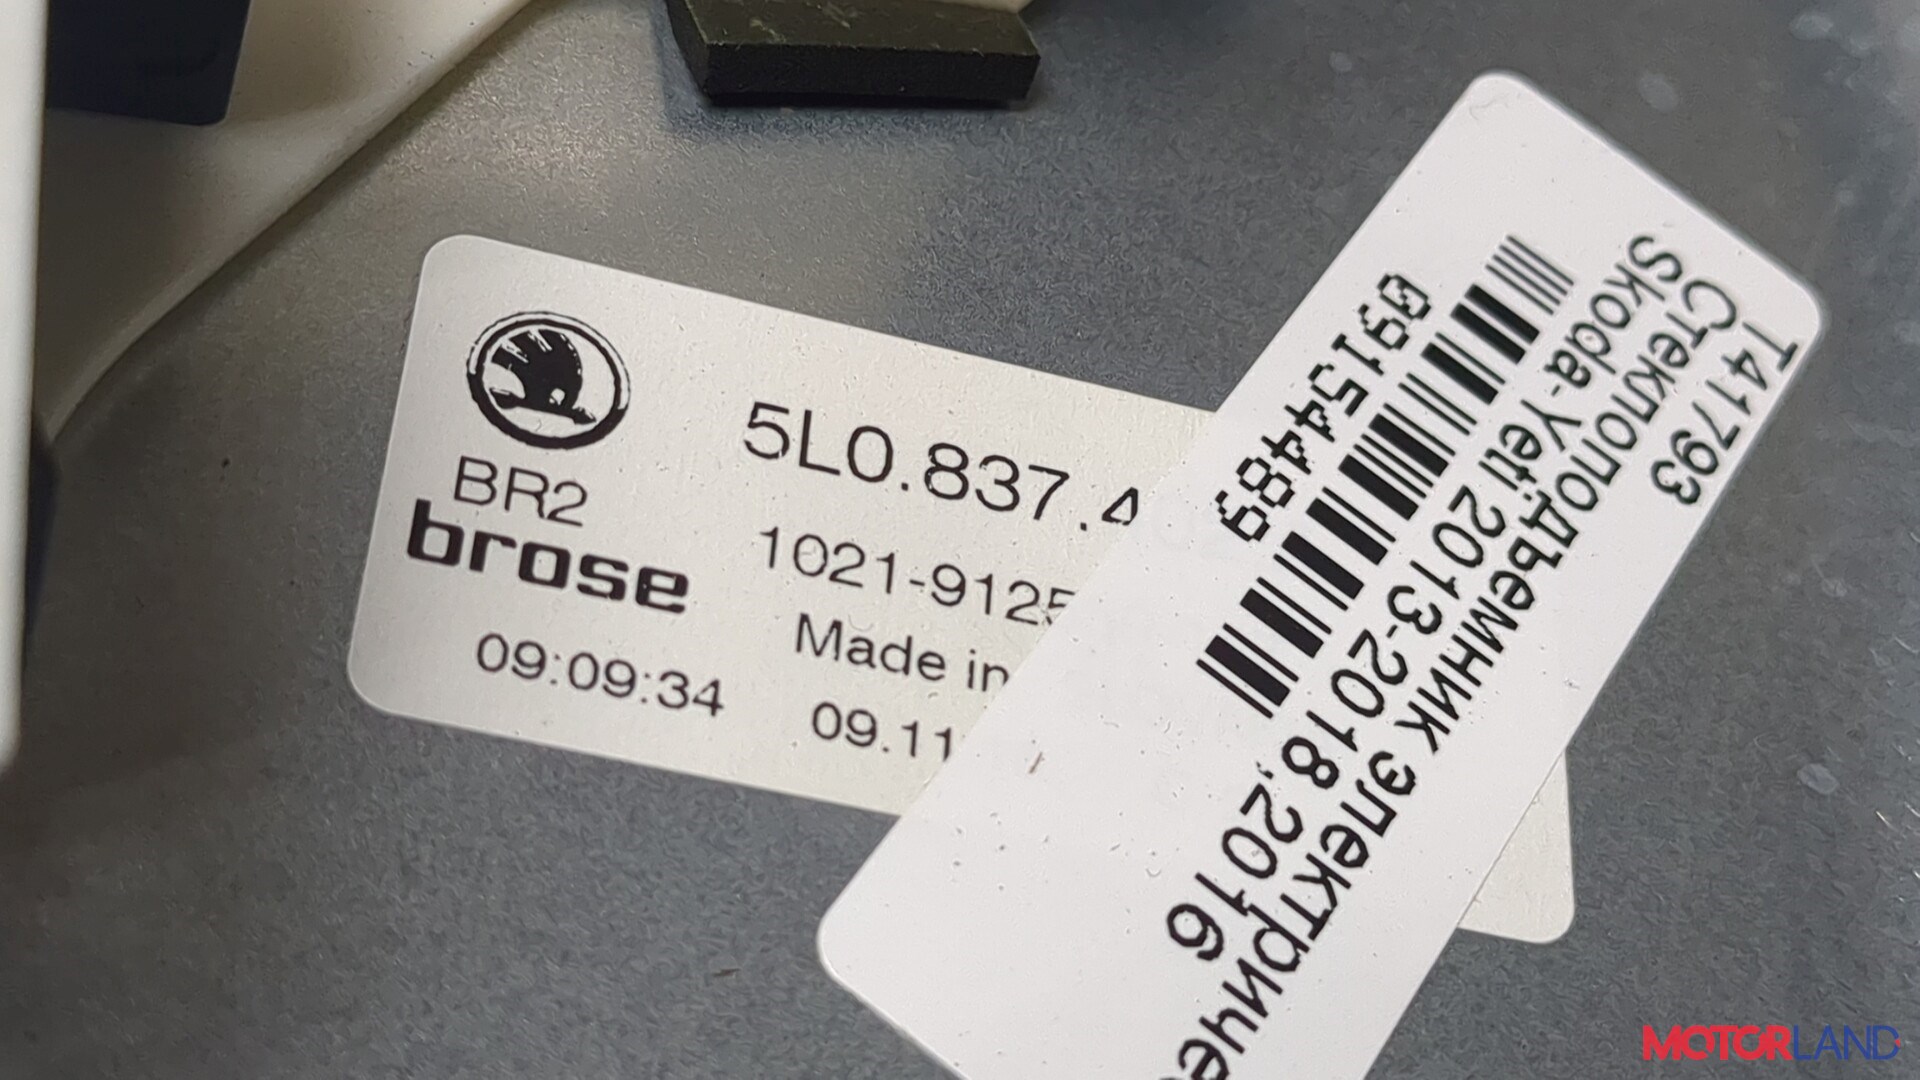 BR2
brose
09:09:34
5L0.837.4
1021-9125
Made in
09.11
T41793
Стеклоподъемник электриче
Skoda-Yeti 2013-2018,2016
091544489
MOTORLAND